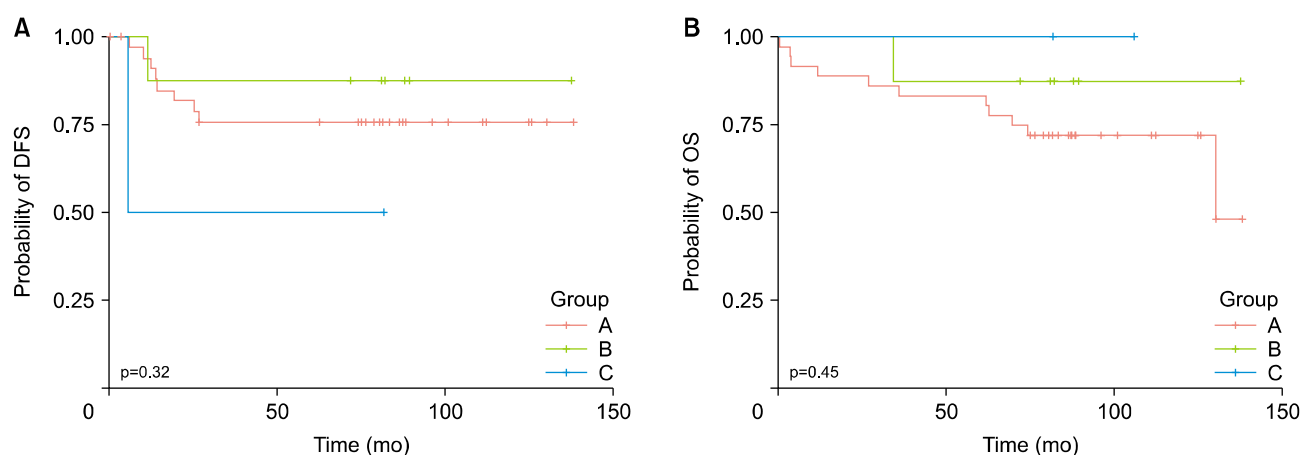 A
Probability of DFS
1.00
0.75
0.50
0.25
0
50
100
150
Time (mo)
p=0.32
Group
A
B
C
B
Probability of OS
1.00
0.75
0.50
0.25
0
50
100
150
Time (mo)
p=0.45
Group
A
B
C